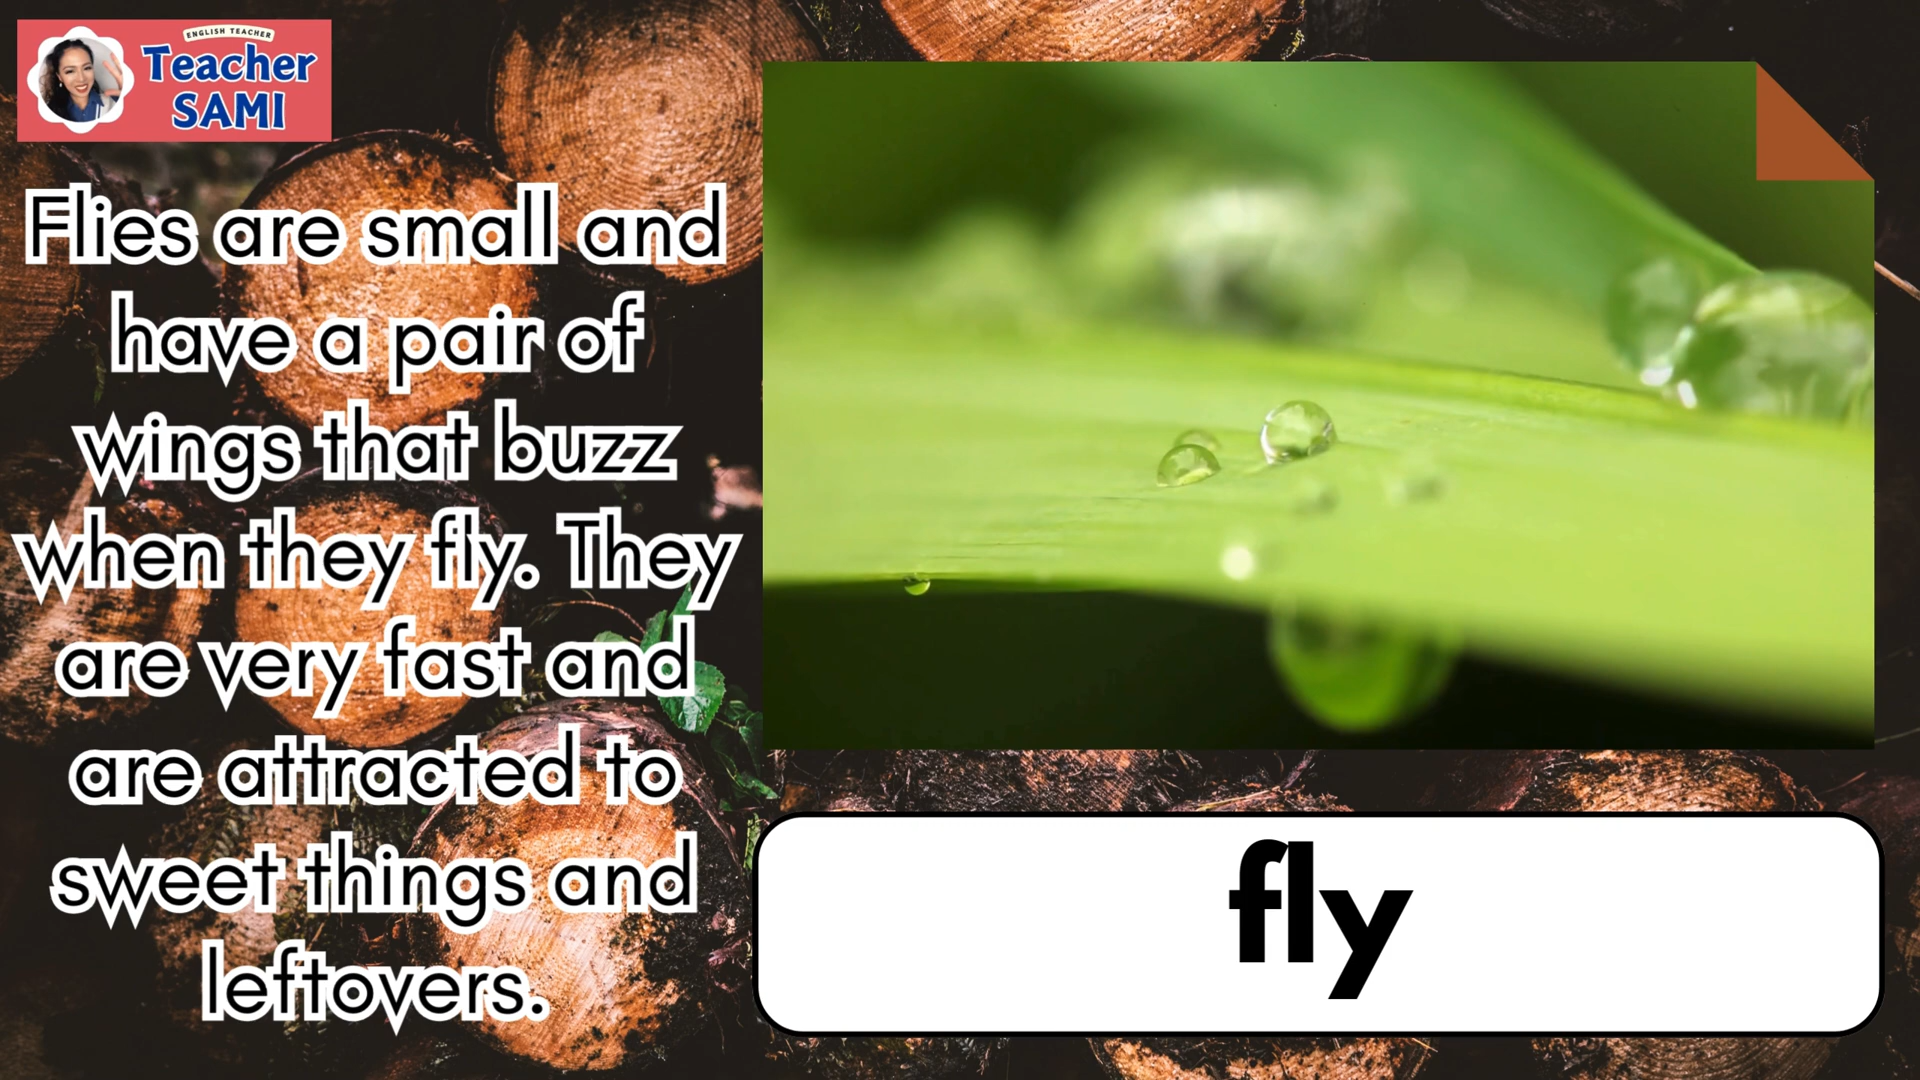 ENGLISH TEACHER
Teacher
SAMI
Flies are small and
have a pair of
wings that buzz
when they fly. They
are very fast and
are attracted to
sweet things and
leftovers.
fly